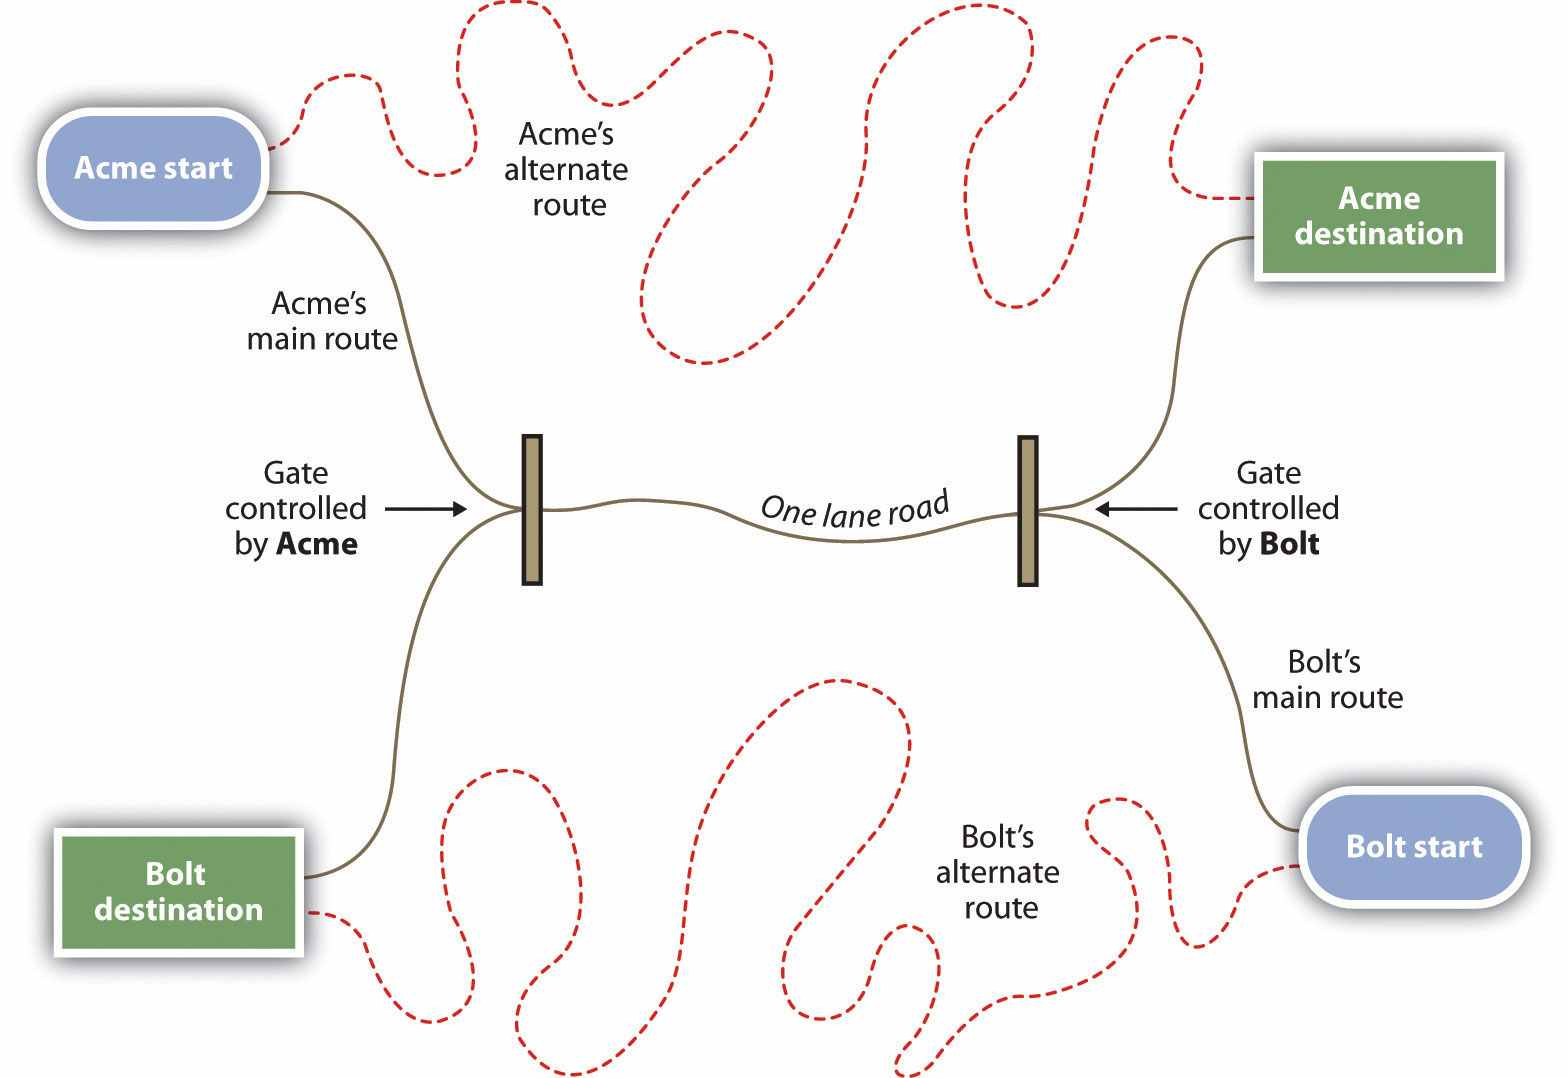 Acme start
Acme's
alternate
route
Acme
destination
Acme's
main route
Gate
controlled
by Acme
One lane road
Gate
controlled
by Bolt
Bolt's
main route
Bolt
destination
Bolt's
alternate
route
Bolt start